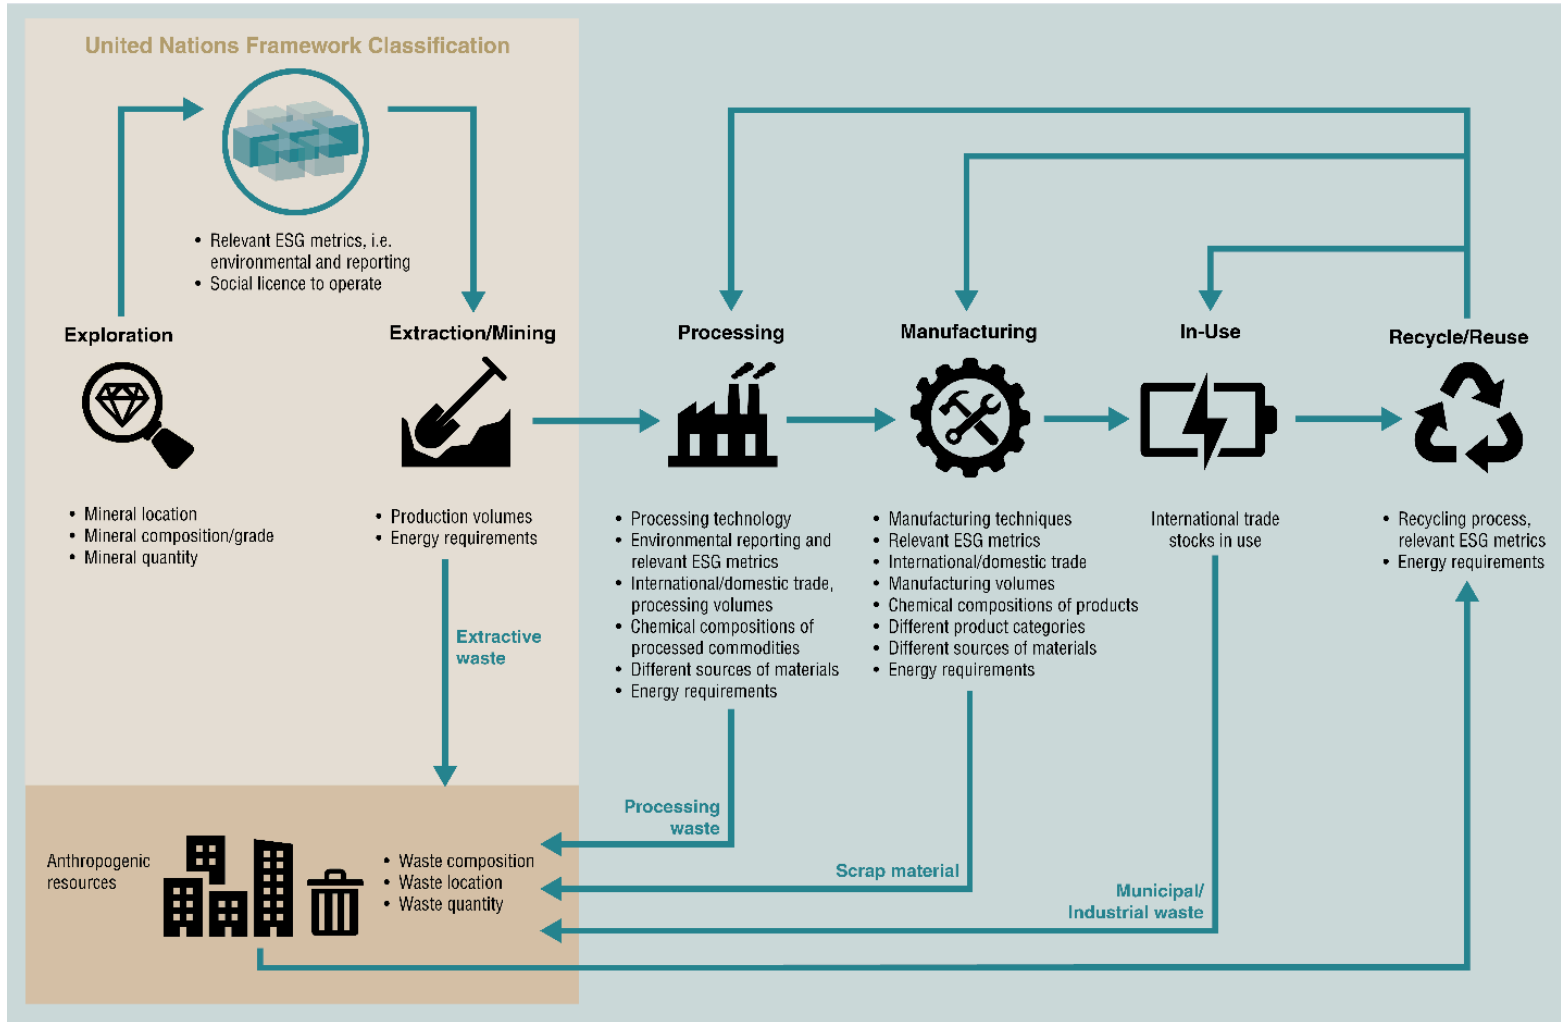 United Nations Framework Classification
• Relevant ESG metrics, i.e.
environmental and reporting
• Social licence to operate
Exploration
• Mineral location
• Mineral composition/grade
• Mineral quantity
Extraction/Mining
• Production volumes
• Energy requirements
Extractive
waste
Processing
• Processing technology
• Environmental reporting and
relevant ESG metrics
• International/domestic trade,
processing volumes
• Chemical compositions of
processed commodities
• Different sources of materials
• Energy requirements
Manufacturing
• Manufacturing techniques
• Relevant ESG metrics
• International/domestic trade
• Manufacturing volumes
• Chemical compositions of products
• Different product categories
• Different sources of materials
• Energy requirements
In-Use
International trade
stocks in use
Recycle/Reuse
• Recycling process,
relevant ESG metrics
• Energy requirements
Processing
waste
Scrap material
Municipal/
Industrial waste
Anthropogenic
resources
• Waste composition
• Waste location
• Waste quantity